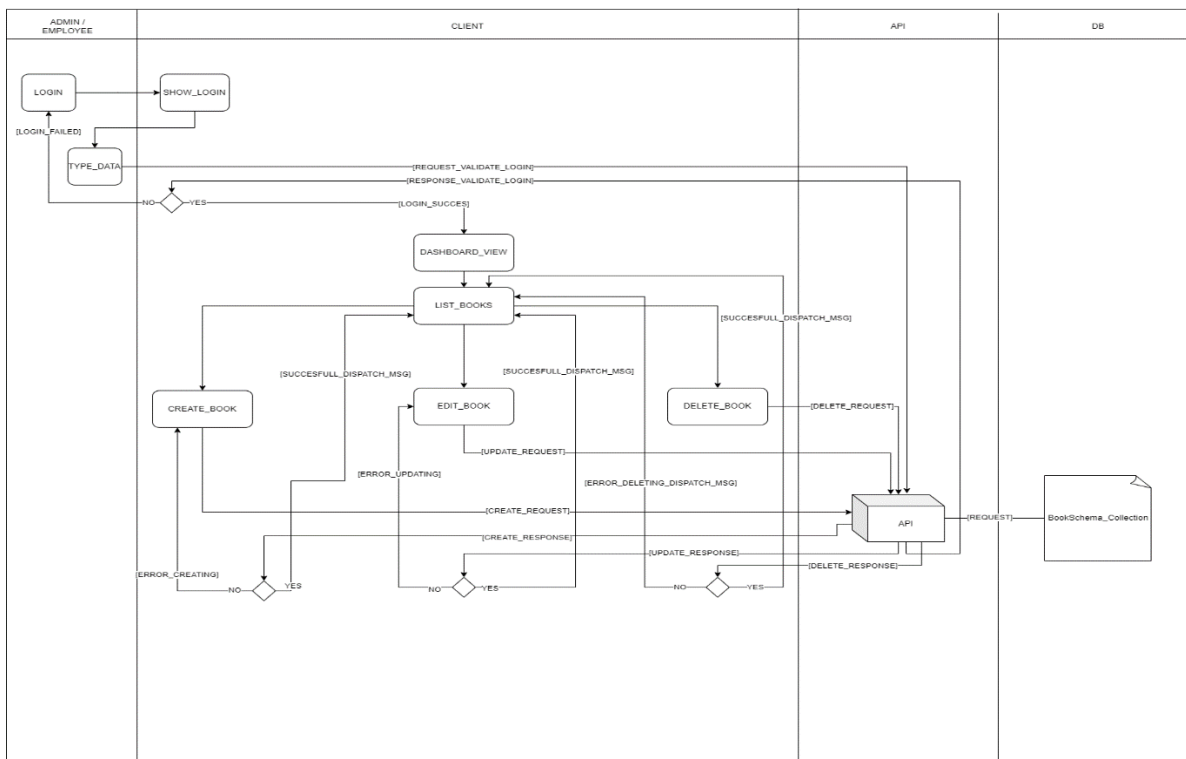 ADMIN /
EMPLOYEE
CLIENT
API
DB
LOGIN
SHOW_LOGIN
[LOGIN_FAILED]
TYPE_DATA
[REQUEST_VALIDATE_LOGIN]
[RESPONSE_VALIDATE_LOGIN]
NO
YES
[LOGIN_SUCCES]
DASHBOARD_VIEW
LIST_BOOKS
[SUCCESFULL_DISPATCH_MSG]
[SUCCESFULL_DISPATCH_MSG]
[SUCCESFULL_DISPATCH_MSG]
CREATE_BOOK
EDIT_BOOK
DELETE_BOOK
[DELETE_REQUEST]
[UPDATE_REQUEST]
[ERROR_UPDATING]
[ERROR_DELETING_DISPATCH_MSG]
[CREATE_REQUEST]
API
[REQUEST]
BookSchema_Collection
[CREATE_RESPONSE]
[UPDATE_RESPONSE]
[DELETE_RESPONSE]
[ERROR_CREATING]
NO
YES
NO
YES
NO
YES